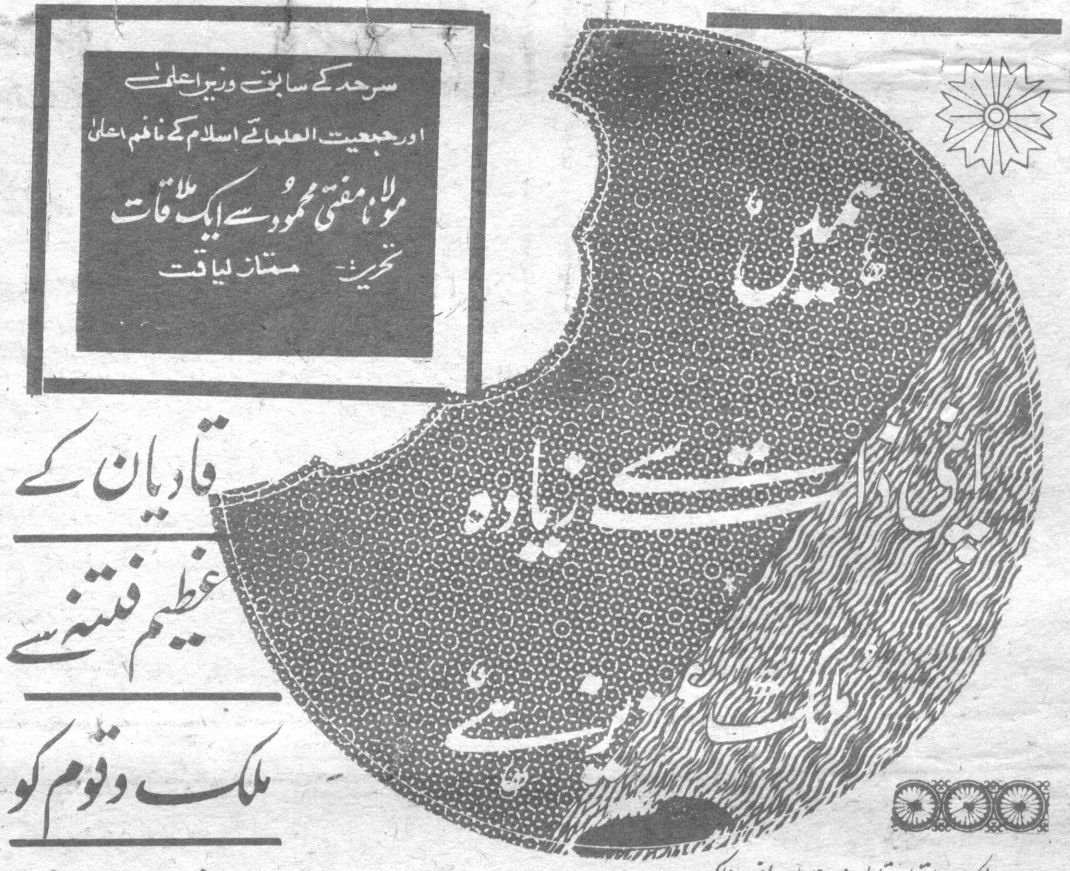 سرحد کے سابق وزیر اعلیٰ
اور جمعیت العلمائے اسلام کے ناظم اعلیٰ
مولانا مفتی محمودؒ سے ایک ملاقات
تحریر:- ممتاز لیاقت
ہمیں
اپنی ذات سے زیادہ
ملک عزیز ہے
قادیان کے
عظیم فتنہ سے
ملک و قوم کو